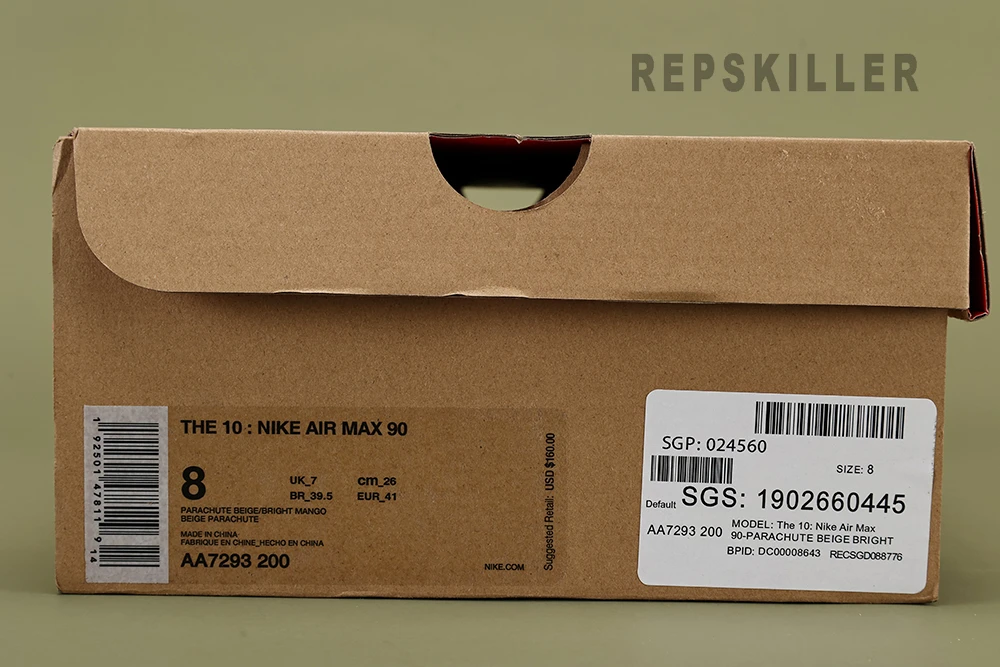 REPSKILLER
THE 10 : NIKE AIR MAX 90
8
UK_7 cm_26
BR_39.5 EUR_41
PARACHUTE BEIGE/BRIGHT MANGO
BEIGE PARACHUTE
MADE IN CHINA
FABRIQUE EN CHINE_HECHO EN CHINA
AA7293 200
NIKE.COM
Suggested Retail: USD $160.00
1 92501 47811 9 14
SGP: 024560
SIZE: 8
Default SGS: 1902660445
AA7293 200
MODEL: The 10: Nike Air Max
90-PARACHUTE BEIGE BRIGHT
BPID: DC00008643 RECSGD088776